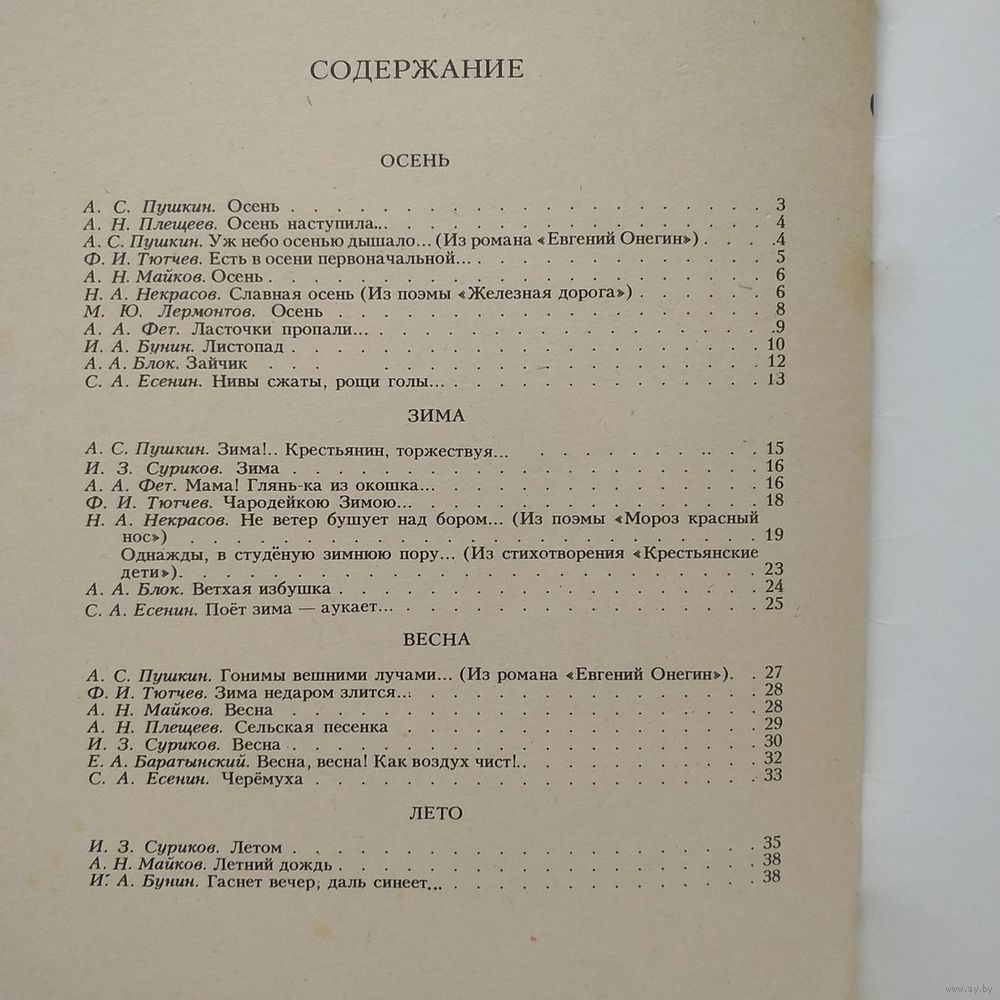 СОДЕРЖАНИЕ
ОСЕНЬ
А. С. Пушкин. Осень . . . . . . . . . . . . . . . . . . . . 3
А. Н. Плещеев. Осень наступила... . . . . . . . . . . . . . . . . 4
А. С. Пушкин. Уж небо осенью дышало... (Из романа «Евгений Онегин») . . . .4
Ф. И. Тютчев. Есть в осени первоначальной... . . . . . . . . . . . . 5
А. Н. Майков. Осень . . . . . . . . . . . . . . . . . . . . 6
Н. А. Некрасов. Славная осень (Из поэмы «Железная дорога») . . . . . . 6
М. Ю. Лермонтов. Осень . . . . . . . . . . . . . . . . . . 8
А. А. Фет. Ласточки пропали... . . . . . . . . . . . . . . . . .9
И. А. Бунин. Листопад . . . . . . . . . . . . . . . . . . . . 10
А. А. Блок. Зайчик . . . . . . . . . . . . . . . . . . . . 12
С. А. Есенин. Нивы сжаты, рощи голы... . . . . . . . . . . . . . . 13
ЗИМА
А. С. Пушкин. Зима!.. Крестьянин, торжествуя... . . . . . . . . . . 15
И. З. Суриков. Зима . . . . . . . . . . . . . . . . . . . . 16
А. А. Фет. Мама! Глянь-ка из окошка... . . . . . . . . . . . . . . 16
Ф. И. Тютчев. Чародейкою Зимою... . . . . . . . . . . . . . . . 18
Н. А. Некрасов. Не ветер бушует над бором... (Из поэмы «Мороз красный
нос») . . . . . . . . . . . . . . . . . . . . . . . . . 19
Однажды, в студёную зимнюю пору... (Из стихотворения «Крестьянские
дети»). . . . . . . . . . . . . . . . . . . . . . . . . 23
А. А. Блок. Ветхая избушка . . . . . . . . . . . . . . . . . . 24
С. А. Есенин. Поёт зима — аукает... . . . . . . . . . . . . . . . . 25
ВЕСНА
А. С. Пушкин. Гонимы вешними лучами... (Из романа «Евгений Онегин»). . 27
Ф. И. Тютчев. Зима недаром злится... . . . . . . . . . . . . . . . 28
А. Н. Майков. Весна . . . . . . . . . . . . . . . . . . . . 28
А. Н. Плещеев. Сельская песенка . . . . . . . . . . . . . . . . 29
И. З. Суриков. Весна . . . . . . . . . . . . . . . . . . . . 30
Е. А. Баратынский. Весна, весна! Как воздух чист!.. . . . . . . . . . . 32
С. А. Есенин. Черёмуха . . . . . . . . . . . . . . . . . . . 33
ЛЕТО
И. З. Суриков. Летом . . . . . . . . . . . . . . . . . . . . 35
А. Н. Майков. Летний дождь . . . . . . . . . . . . . . . . . . 38
И. А. Бунин. Гаснет вечер, даль синеет... . . . . . . . . . . . . . . 38
www.ay.by